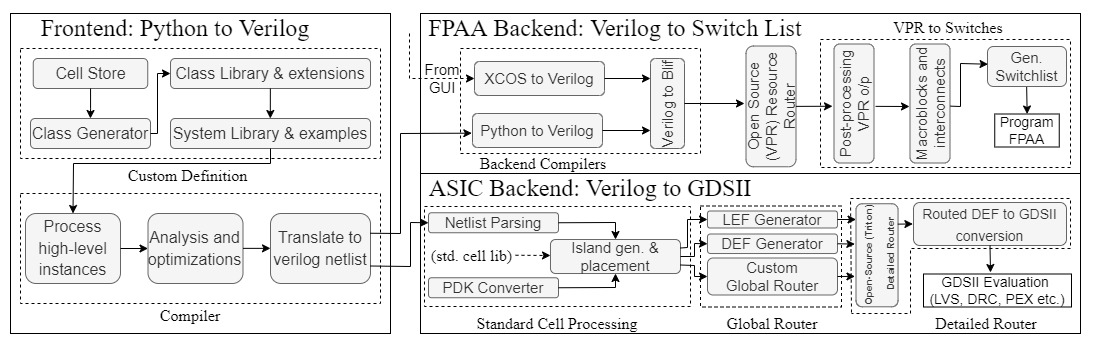 Frontend: Python to Verilog
Cell Store
Class Library & extensions
Class Generator
System Library & examples
Custom Definition
Process
high-level
instances
Analysis and
optimizations
Translate to
verilog netlist
Compiler
FPAA Backend: Verilog to Switch List
From
GUI
XCOS to Verilog
Python to Verilog
Verilog to Blif
Backend Compilers
Open Source
(VPR) Resource
Router
VPR to Switches
Post-processing
VPR o/p
Macroblocks and
interconnects
Gen.
Switchlist
Program
FPAA
ASIC Backend: Verilog to GDSII
Netlist Parsing
(std. cell lib)
PDK Converter
Island gen. &
placement
Standard Cell Processing
LEF Generator
DEF Generator
Custom
Global Router
Global Router
Open-Source (Triton)
Detailed Router
Routed DEF to GDSII
conversion
GDSII Evaluation
(LVS, DRC, PEX etc.)
Detailed Router